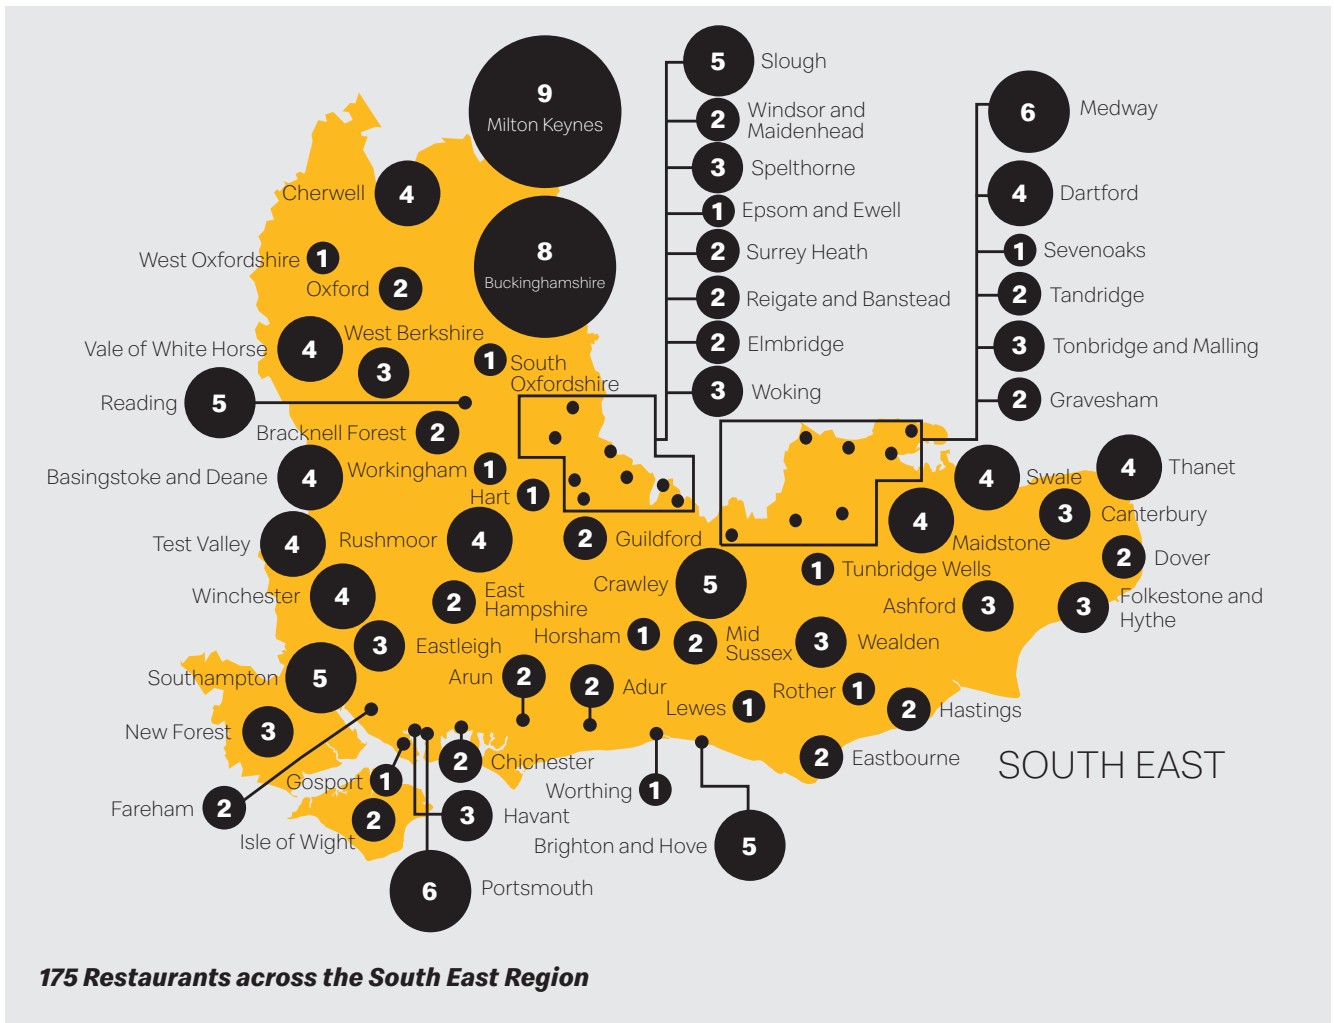 9
Milton Keynes
5
Slough
2
Windsor and
Maidenhead
3
Spelthorne
1
Epsom and Ewell
2
Surrey Heath
2
Reigate and Banstead
2
Elmbridge
3
Woking
6
Medway
4
Dartford
1
Sevenoaks
2
Tandridge
3
Tonbridge and Malling
2
Gravesham
Cherwell
4
8
Buckinghamshire
West Oxfordshire
1
Oxford
2
Vale of White Horse
4
West Berkshire
3
1
South
Oxfordshire
Reading
5
Bracknell Forest
2
Basingstoke and Deane
4
Workingham
1
Hart
1
Test Valley
4
Rushmoor
4
2
Guildford
Winchester
4
2
East
Hampshire
Crawley
5
4
Maidstone
4
Swale
4
Thanet
3
Canterbury
2
Dover
1
Tunbridge Wells
Ashford
3
3
Folkestone and
Hythe
3
Eastleigh
Horsham
1
2
Mid
Sussex
3
Wealden
Southampton
5
Arun
2
2
Adur
Lewes
1
Rother
1
2
Hastings
New Forest
3
2
Eastbourne
SOUTH EAST
Gosport
1
2
Chichester
Worthing
1
Fareham
2
Isle of Wight
2
3
Havant
Brighton and Hove
5
6
Portsmouth
175 Restaurants across the South East Region